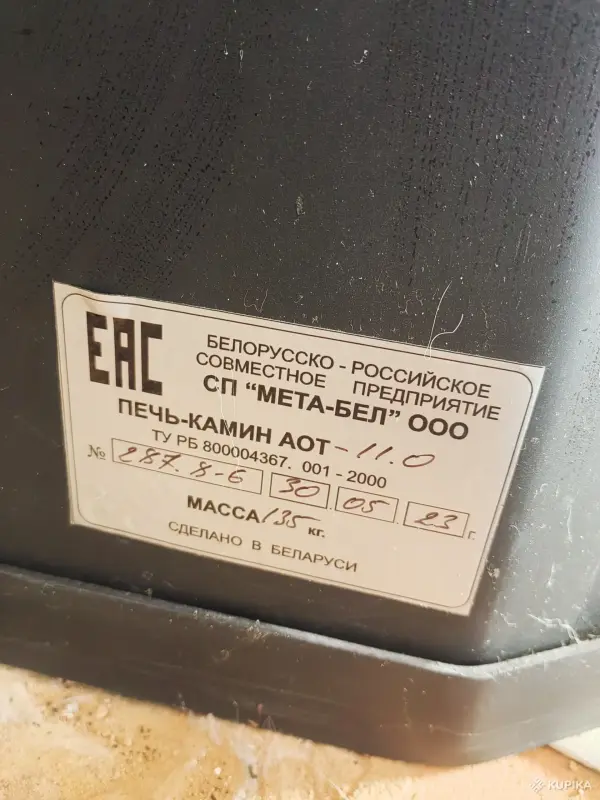 EAC
БЕЛОРУССКО - РОССИЙСКОЕ
СОВМЕСТНОЕ ПРЕДПРИЯТИЕ
СП "МЕТА-БЕЛ" ООО
ПЕЧЬ-КАМИН АОТ -11.0
ТУ РБ 800004367. 001 - 2000
№ 287.8-6 30 05 23 г.
МАССА 135 кг.
СДЕЛАНО В БЕЛАРУСИ
KUPIKA